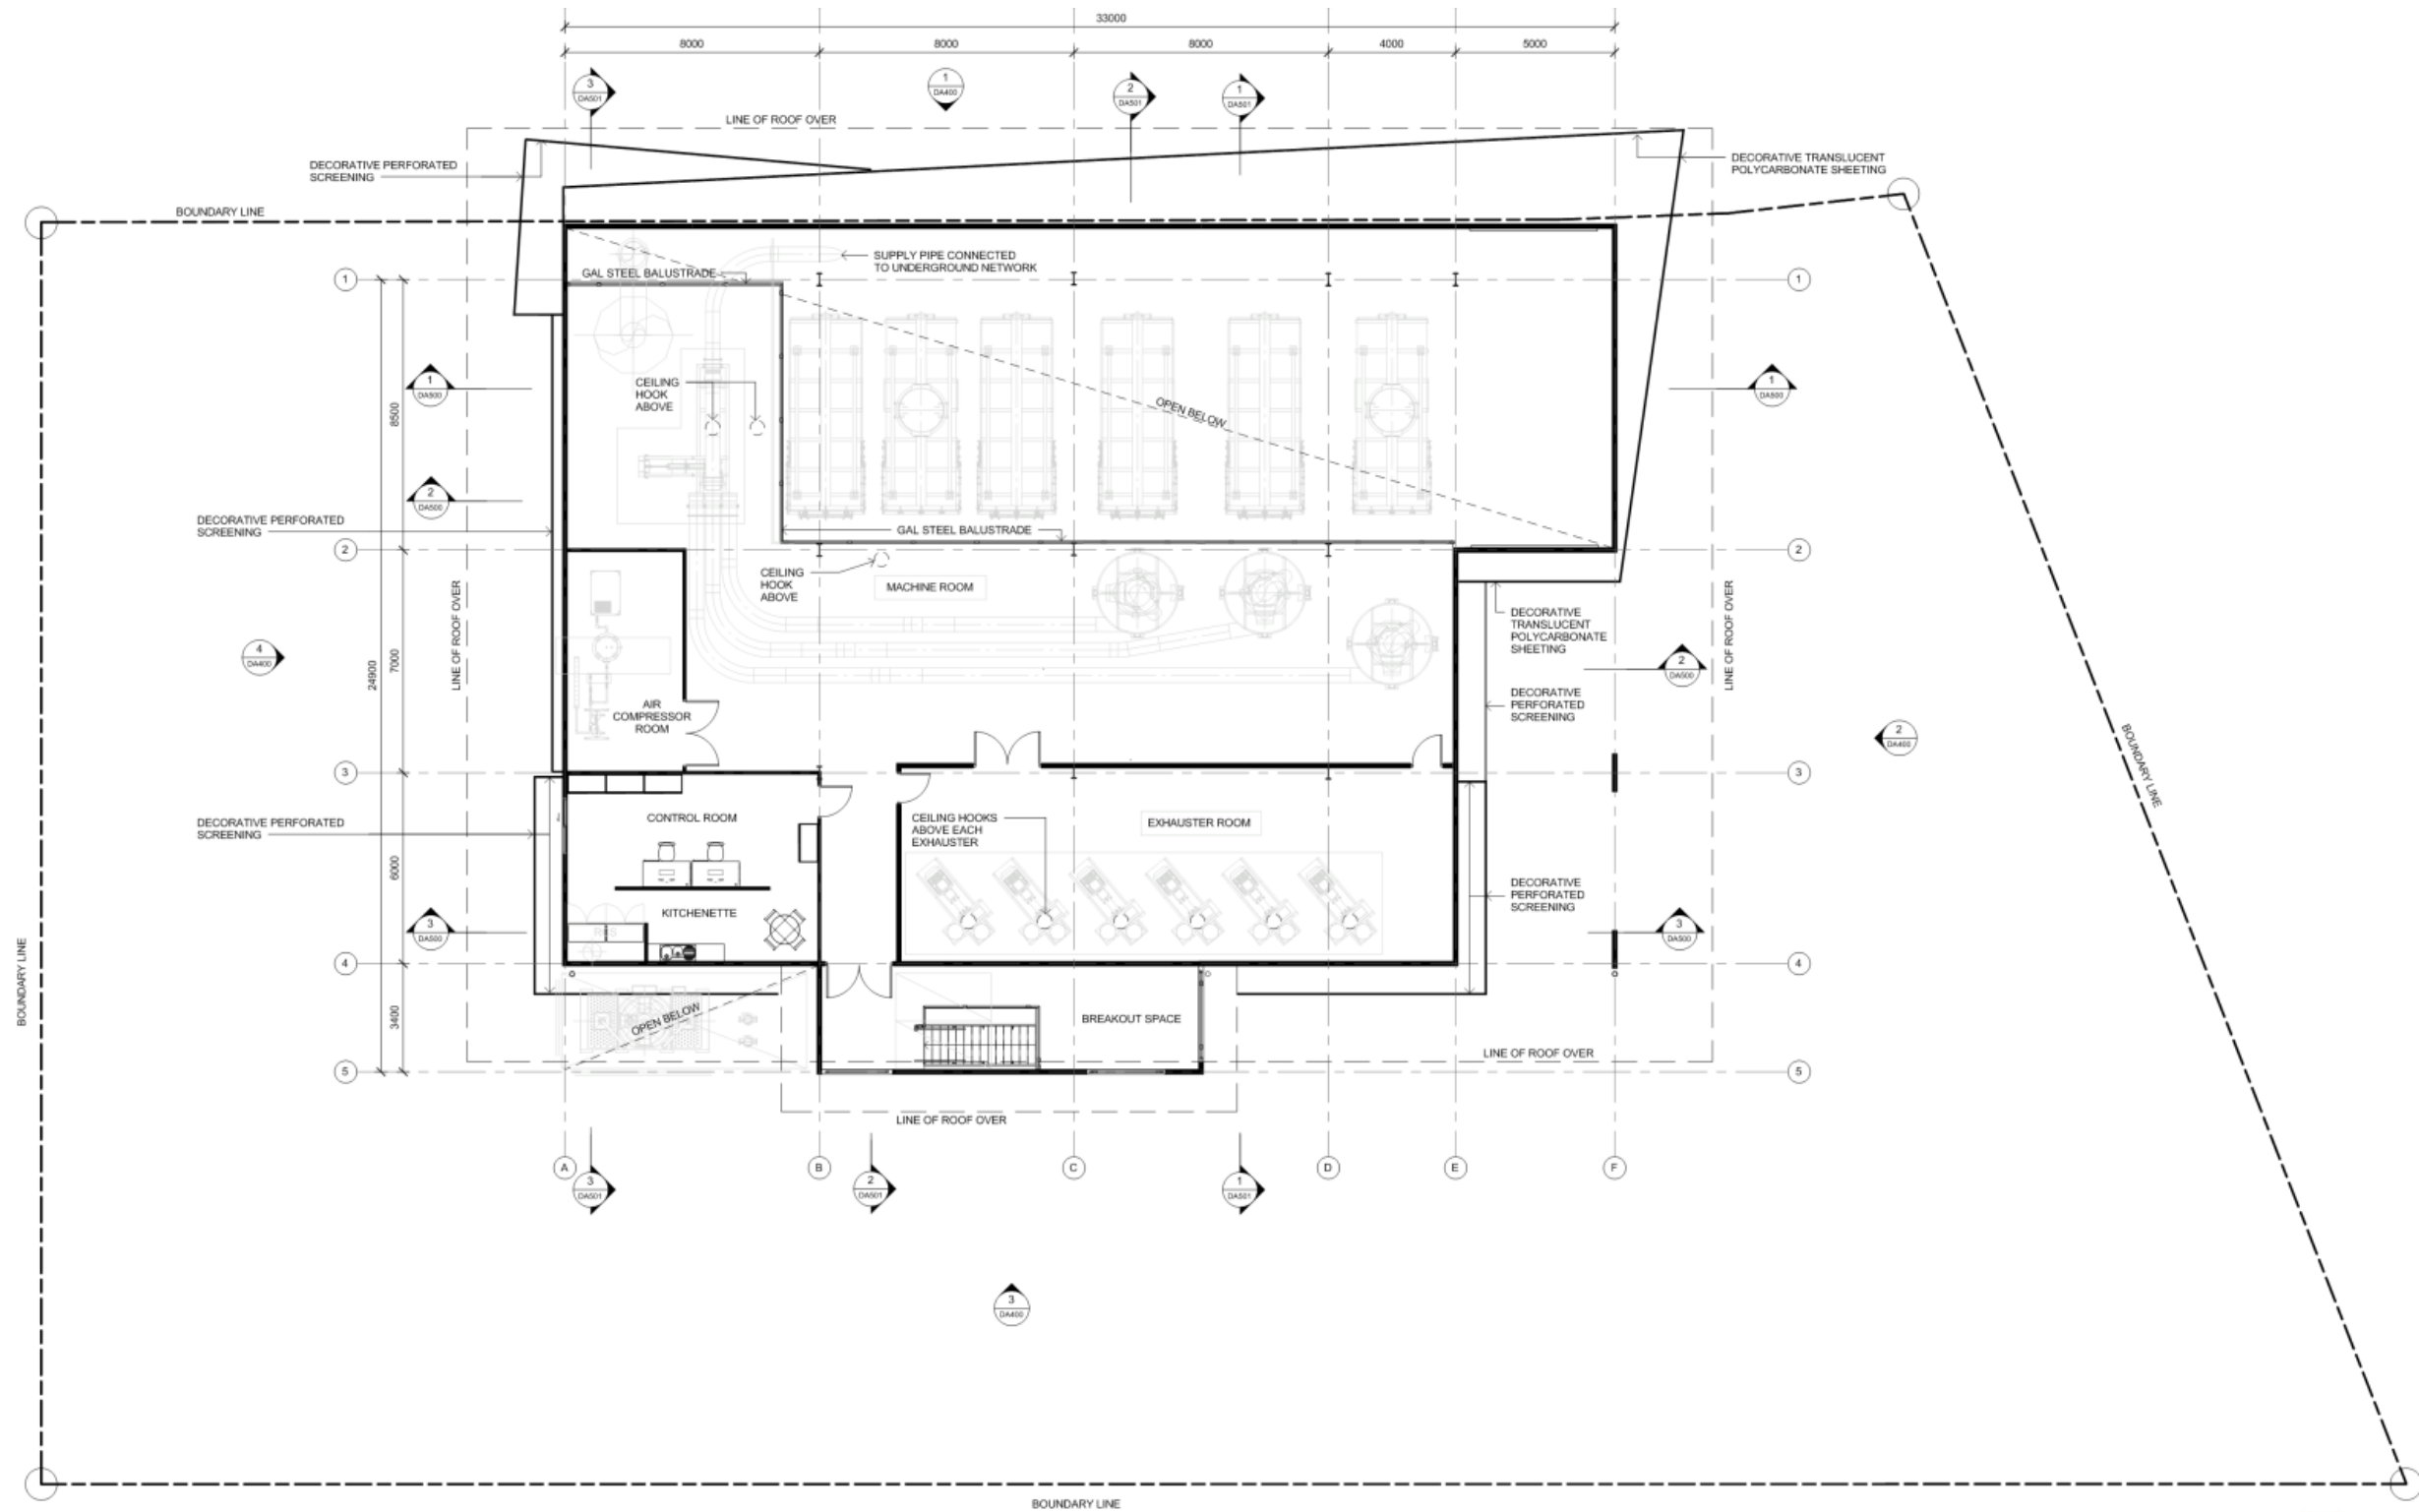 33000
8000
8000
8000
4000
5000
3
DA501
1
DA400
2
DA501
1
DA501
LINE OF ROOF OVER
DECORATIVE PERFORATED
SCREENING
DECORATIVE TRANSLUCENT
POLYCARBONATE SHEETING
BOUNDARY LINE
SUPPLY PIPE CONNECTED
TO UNDERGROUND NETWORK
GAL STEEL BALUSTRADE
1
1
CEILING
HOOK
ABOVE
OPEN BELOW
1
DA500
1
DA500
8500
2
DA500
DECORATIVE PERFORATED
SCREENING
GAL STEEL BALUSTRADE
2
2
CEILING
HOOK
ABOVE
MACHINE ROOM
LINE OF ROOF OVER
LINE OF ROOF OVER
DECORATIVE
TRANSLUCENT
POLYCARBONATE
SHEETING
4
DA400
24900
7000
2
DA500
DECORATIVE
PERFORATED
SCREENING
AIR
COMPRESSOR
ROOM
2
DA400
BOUNDARY LINE
3
3
DECORATIVE PERFORATED
SCREENING
CONTROL ROOM
CEILING HOOKS
ABOVE EACH
EXHAUSTER
EXHAUSTER ROOM
6000
DECORATIVE
PERFORATED
SCREENING
KITCHENETTE
3
DA500
3
DA500
4
4
BOUNDARY LINE
3400
OPEN BELOW
BREAKOUT SPACE
LINE OF ROOF OVER
5
5
LINE OF ROOF OVER
A
B
C
D
E
F
3
DA501
2
DA501
1
DA501
3
DA400
BOUNDARY LINE